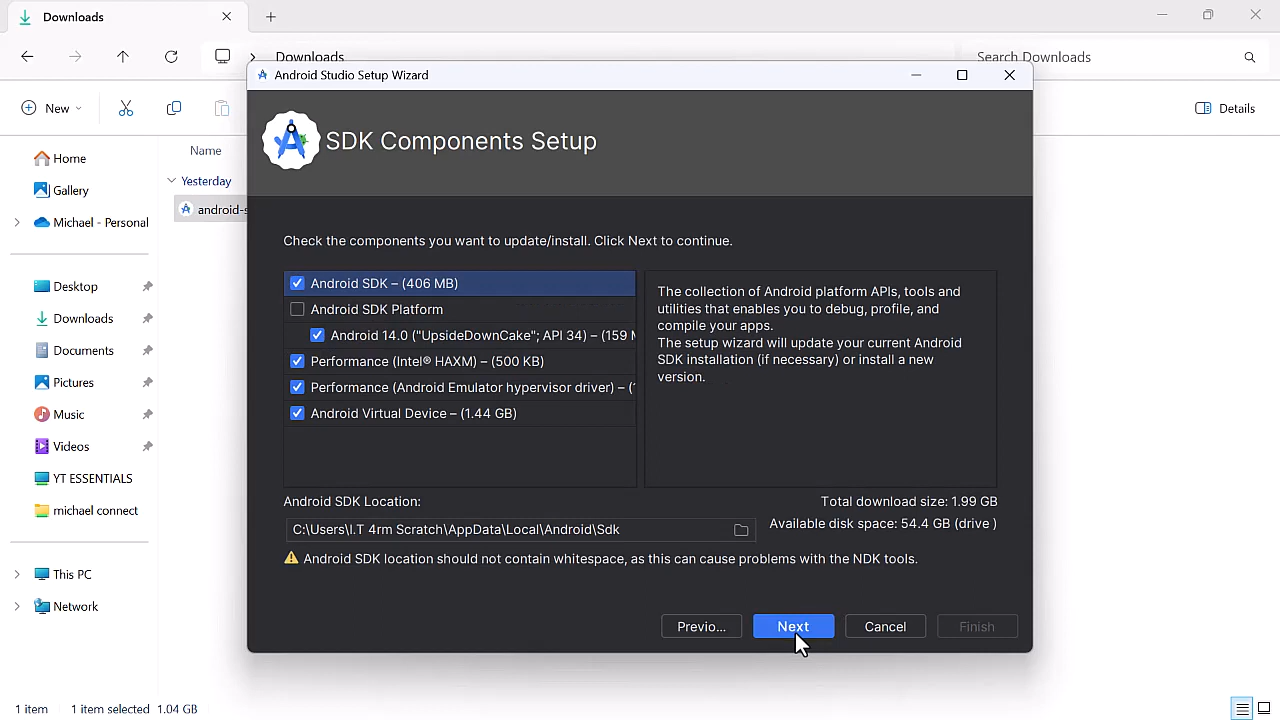 Downloads
Downloads
Search Downloads
Android Studio Setup Wizard
New
Details
SDK Components Setup
Home
Name
Gallery
Yesterday
Michael - Personal
android-s
Check the components you want to update/install. Click Next to continue.
Android SDK – (406 MB)
Android SDK Platform
Android 14.0 ("UpsideDownCake"; API 34) – (159 M
Performance (Intel® HAXM) – (500 KB)
Performance (Android Emulator hypervisor driver) – (
Android Virtual Device – (1.44 GB)
The collection of Android platform APIs, tools and
utilities that enables you to debug, profile, and
compile your apps.
The setup wizard will update your current Android
SDK installation (if necessary) or install a new
version.
Desktop
Downloads
Documents
Pictures
Music
Videos
YT ESSENTIALS
michael connect
This PC
Network
Android SDK Location:
Total download size: 1.99 GB
C:\Users\I.T 4rm Scratch\AppData\Local\Android\Sdk
Available disk space: 54.4 GB (drive )
Android SDK location should not contain whitespace, as this can cause problems with the NDK tools.
Previo...
Next
Cancel
Finish
1 item
1 item selected 1.04 GB